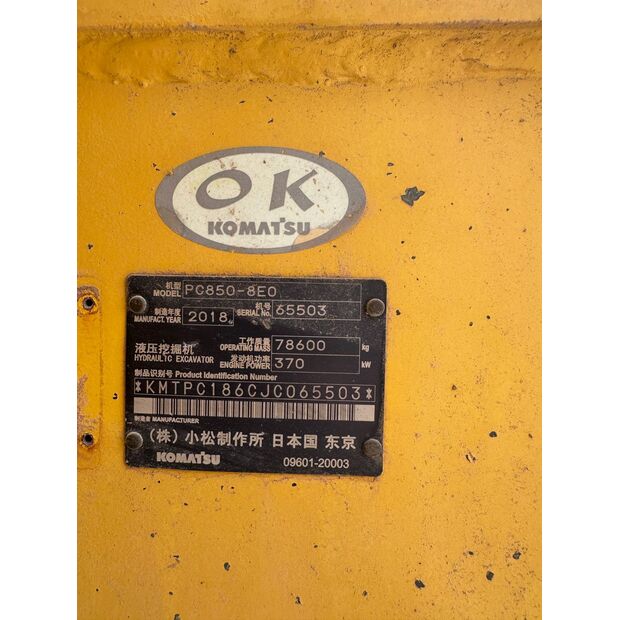 OK
KOMATSU
机型
MODEL PC850-8E0
制造年度 机号
MANUFACT. YEAR 2018 SERIAL No. 65503
液压挖掘机 工作质量
HYDRAULIC EXCAVATOR OPERATING MASS 78600 kg
发动机功率
ENGINE POWER 370 kW
制品识别号 Product Identification Number
*KMTPC186CJC065503*
制造者 MANUFACTURER
(株) 小松制作所 日本国 东京
KOMATSU 09601-20003